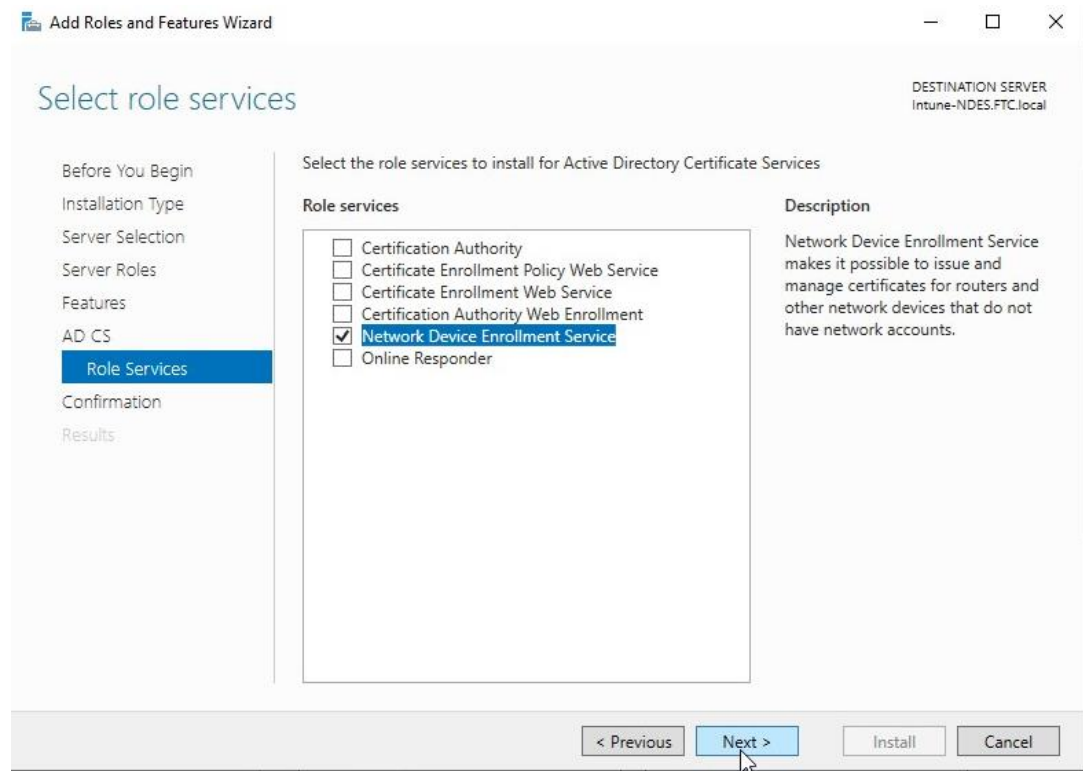 Add Roles and Features Wizard
Select role services
DESTINATION SERVER
Intune-NDES.FTC.local
Before You Begin
Installation Type
Server Selection
Server Roles
Features
AD CS
Role Services
Confirmation
Results
Select the role services to install for Active Directory Certificate Services
Role services
Certification Authority
Certificate Enrollment Policy Web Service
Certificate Enrollment Web Service
Certification Authority Web Enrollment
Network Device Enrollment Service
Online Responder
Description
Network Device Enrollment Service
makes it possible to issue and
manage certificates for routers and
other network devices that do not
have network accounts.
< Previous
Next >
Install
Cancel